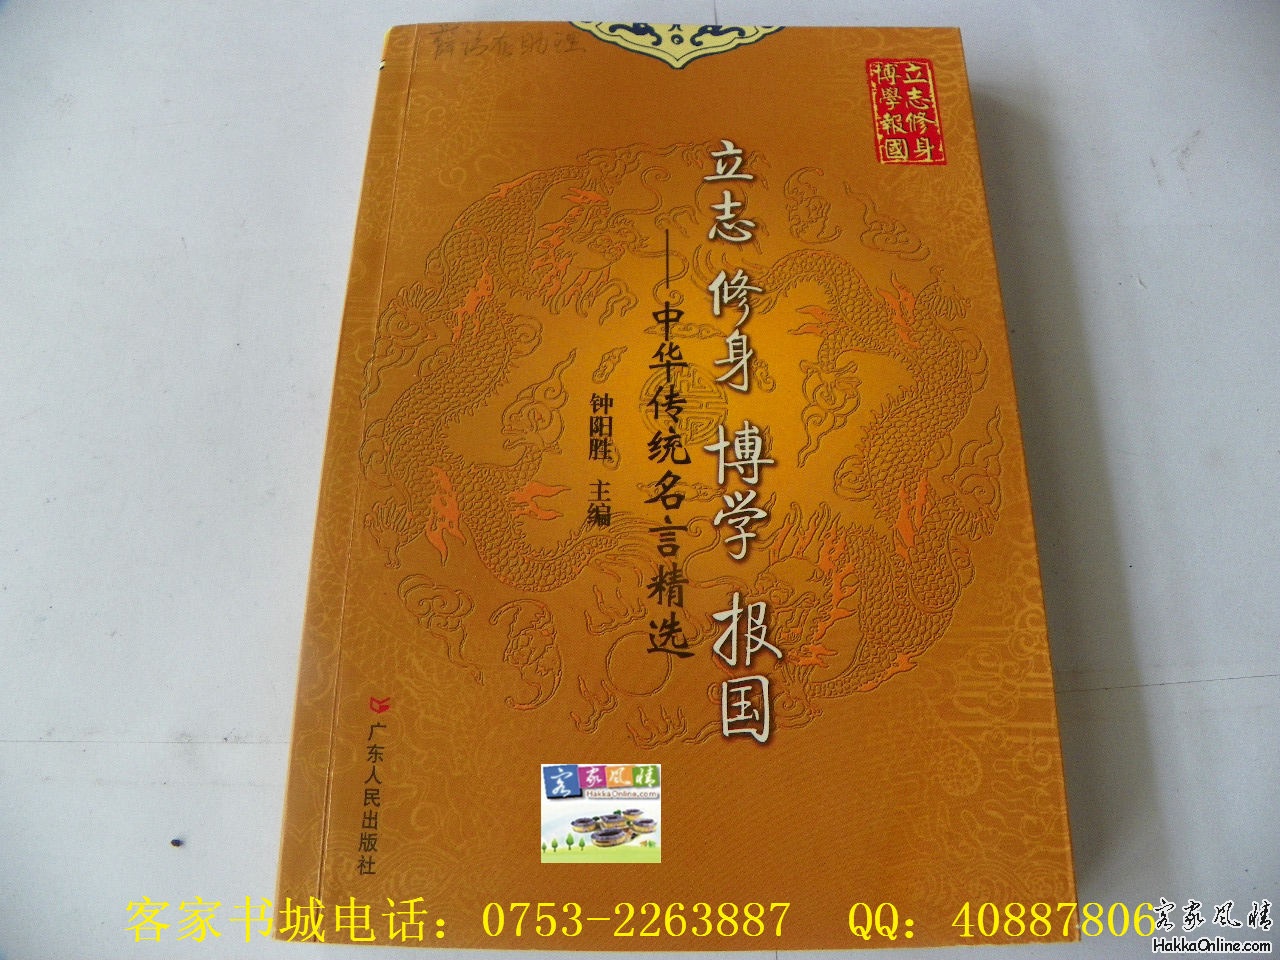 立志修身
博學報國
立志 修身 博学 报国
——中华传统名言精选
钟阳胜 主编
广东人民出版社
客家风情
HakkaOnline.com
客家书城电话：0753-2263887 QQ：40887806
客家风情
HakkaOnline.com